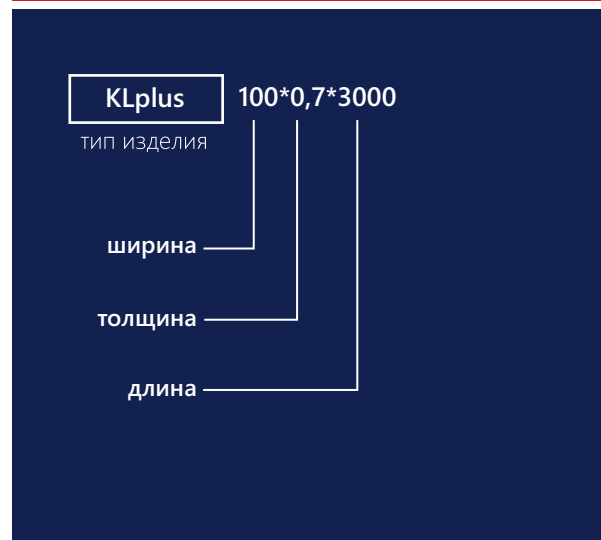 KLplus 100*0,7*3000
тип изделия
ширина
толщина
длина